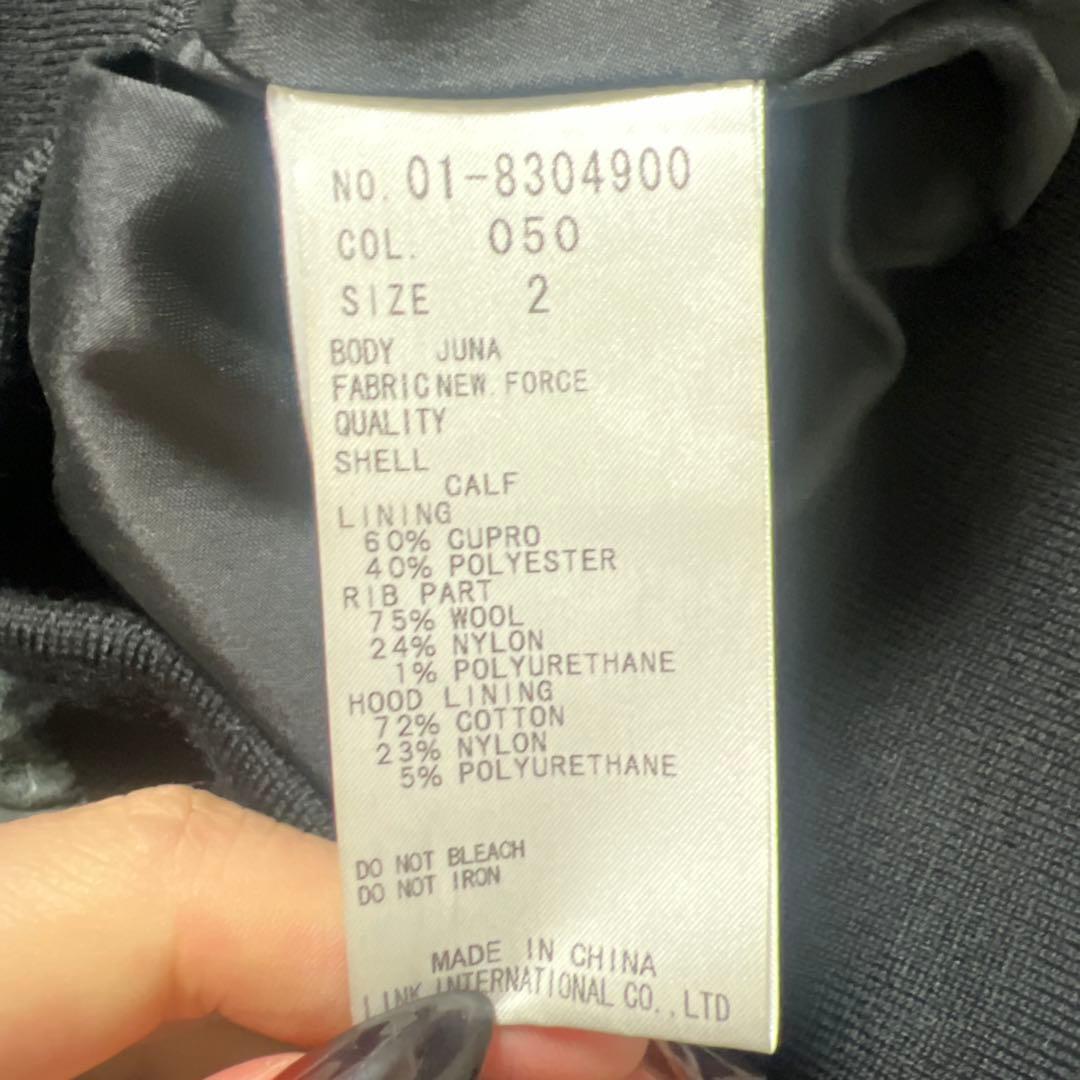 NO. 01-8304900
COL. 050
SIZE 2
BODY JUNA
FABRIC NEW FORCE
QUALITY
SHELL
CALF
LINING
60% CUPRO
40% POLYESTER
RIB PART
75% WOOL
24% NYLON
1% POLYURETHANE
HOOD LINING
72% COTTON
23% NYLON
5% POLYURETHANE
DO NOT BLEACH
DO NOT IRON
MADE IN CHINA
LINK INTERNATIONAL CO., LTD